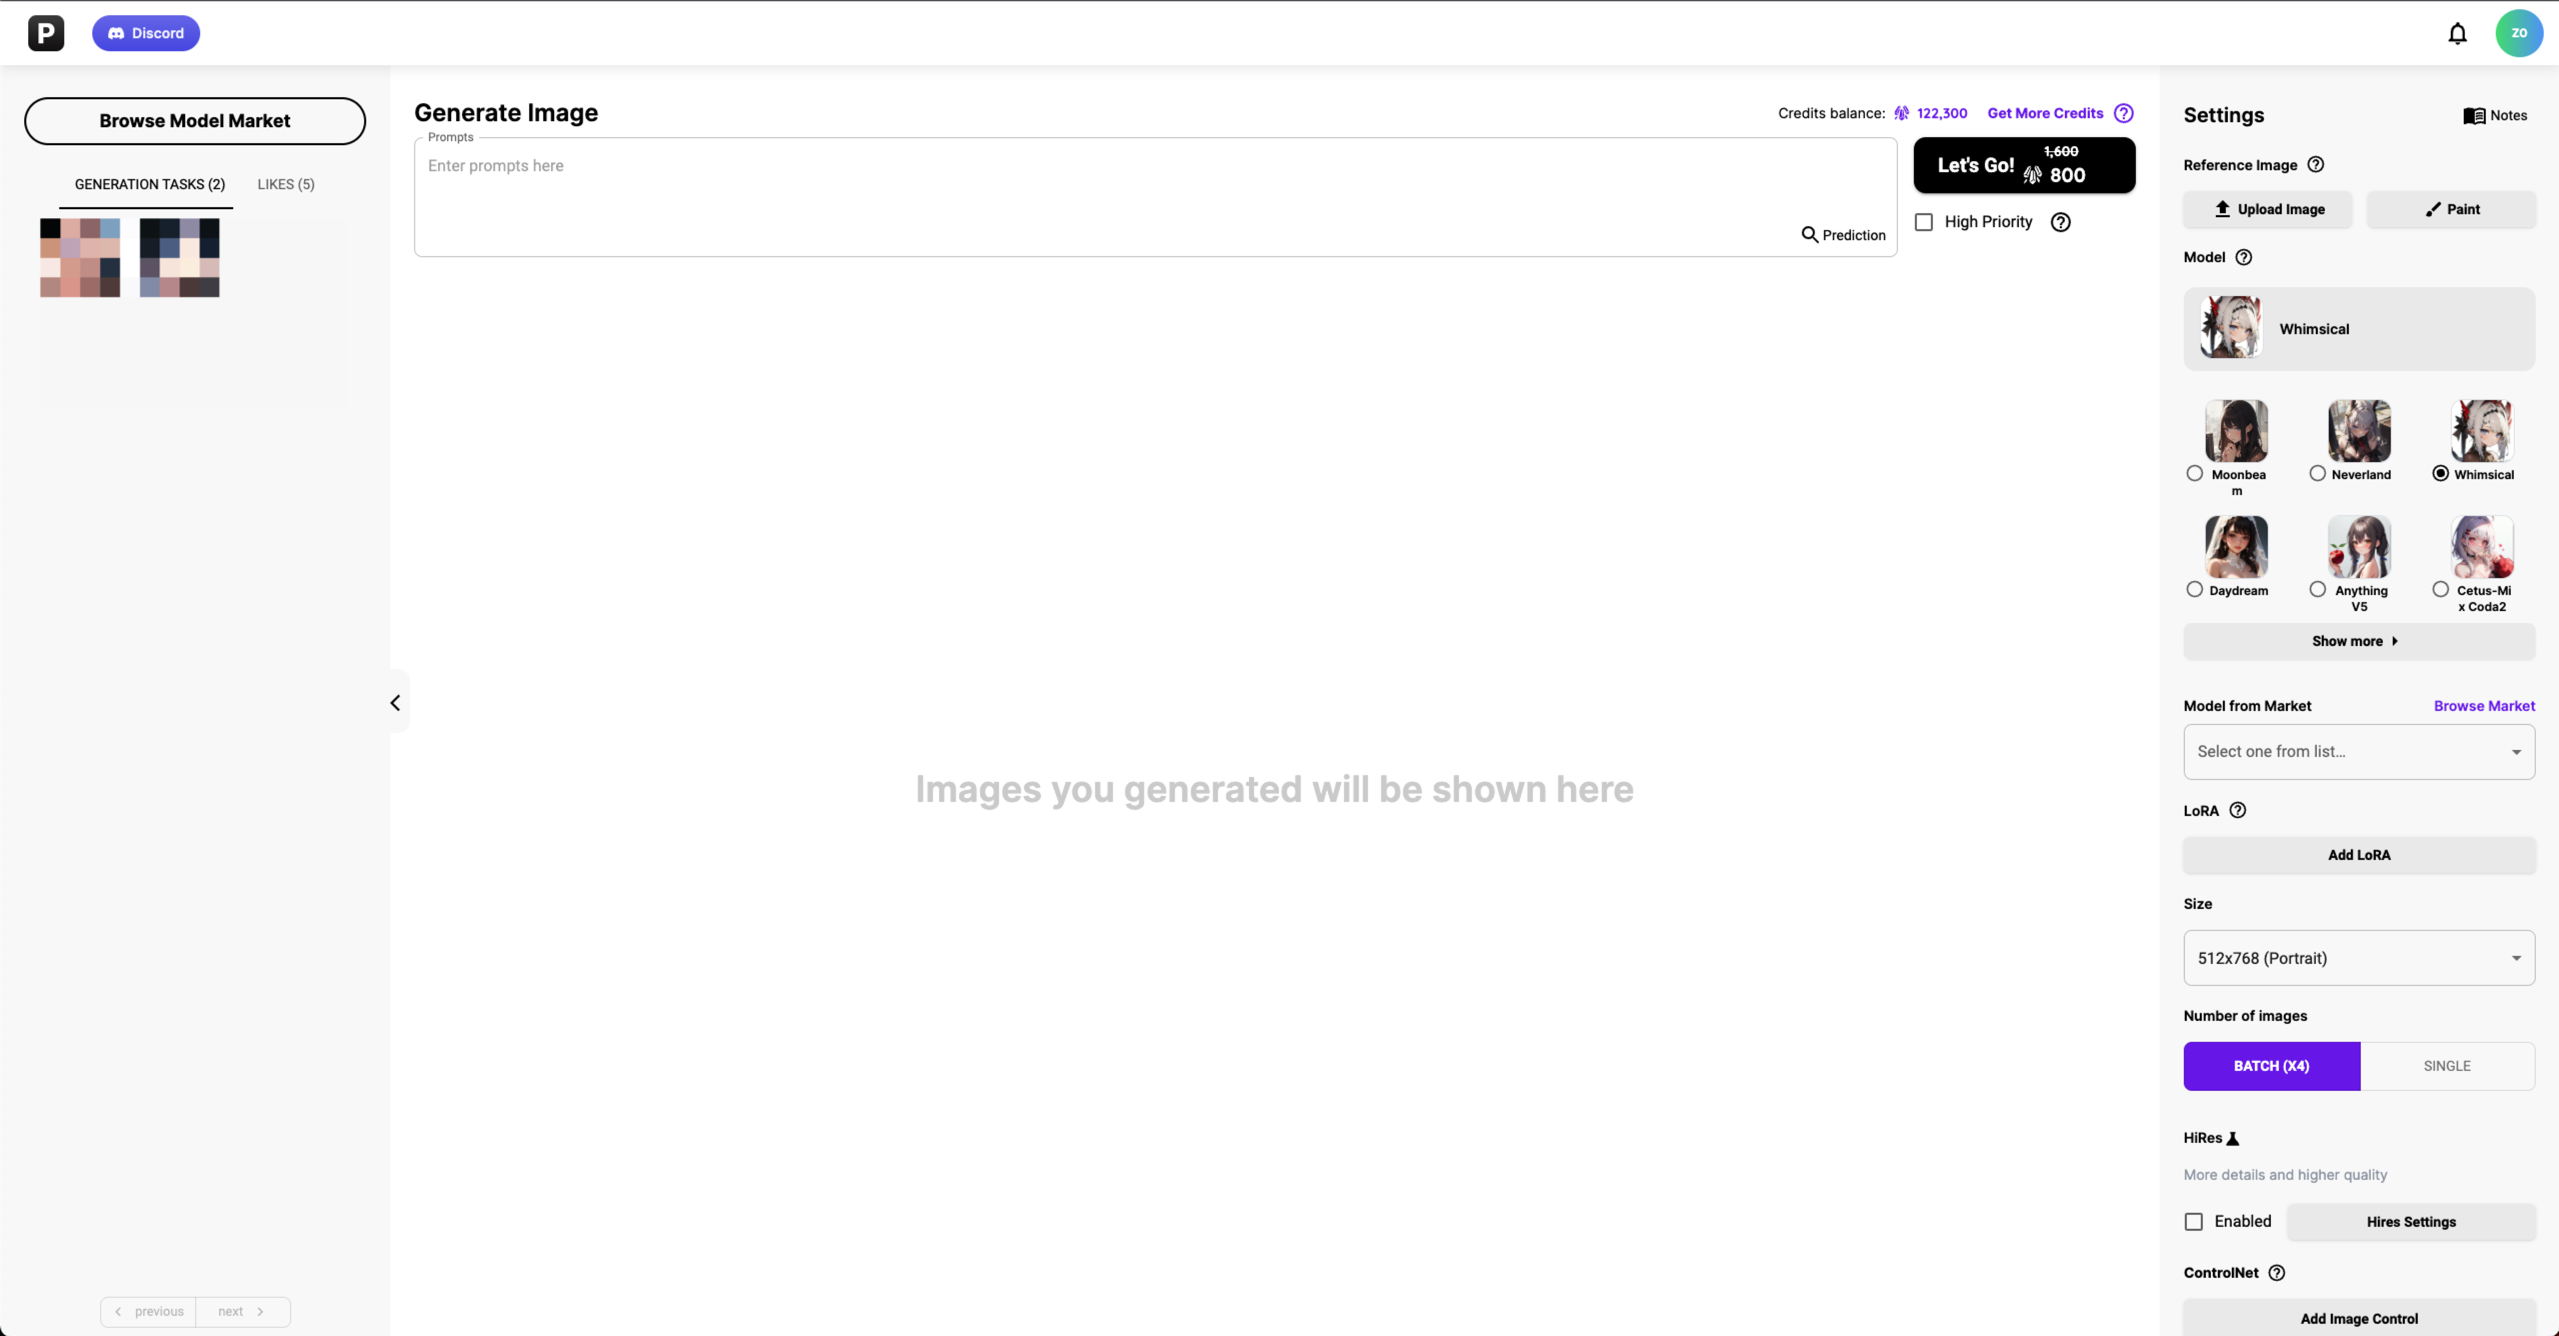 P
Discord
ZO
Browse Model Market
GENERATION TASKS (2)
LIKES (5)
previous
next
Generate Image
Credits balance: 122,300
Get More Credits
Prompts
Enter prompts here
Prediction
Let's Go!
1,600
800
High Priority
Images you generated will be shown here
Settings
Notes
Reference Image
Upload Image
Paint
Model
Whimsical
Moonbea
m
Neverland
Whimsical
Daydream
Anything
V5
Cetus-Mi
x Coda2
Show more
Model from Market
Browse Market
Select one from list...
LoRA
Add LoRA
Size
512x768 (Portrait)
Number of images
BATCH (X4)
SINGLE
HiRes
More details and higher quality
Enabled
Hires Settings
ControlNet
Add Image Control